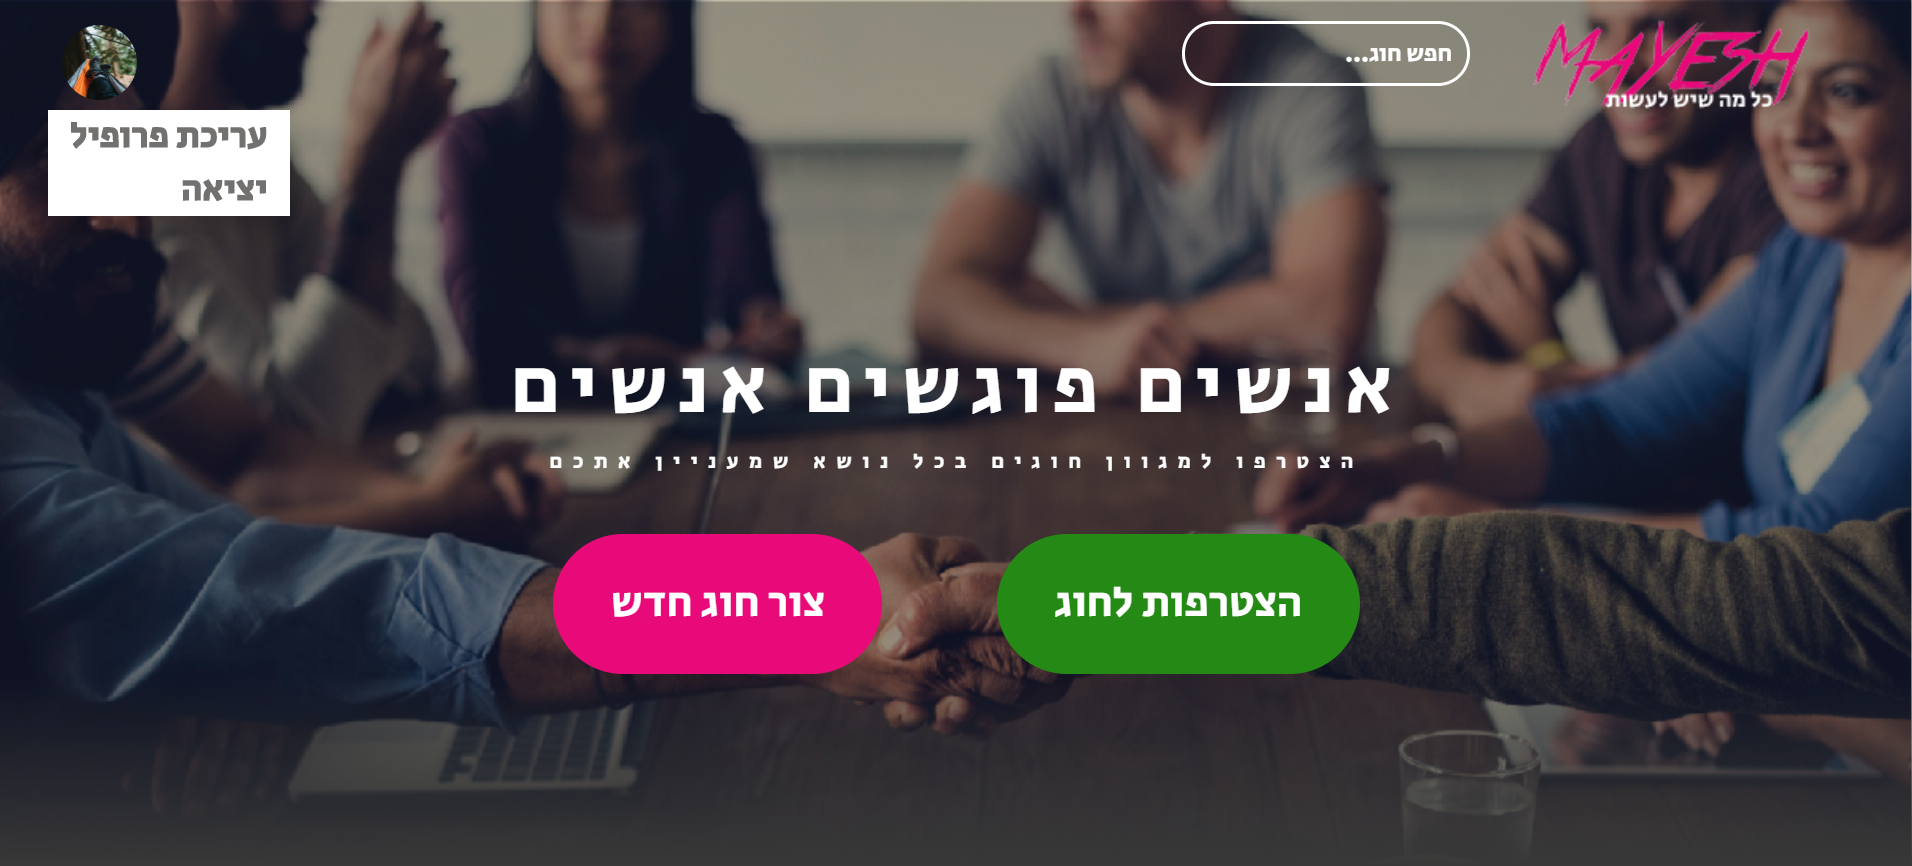 MAYESH
כל מה שיש לעשות
חפש חוג...
עריכת פרופיל
יציאה
אנשים פוגשים אנשים
הצטרפו למגוון חוגים בכל נושא שמעניין אתכם
הצטרפות לחוג
צור חוג חדש